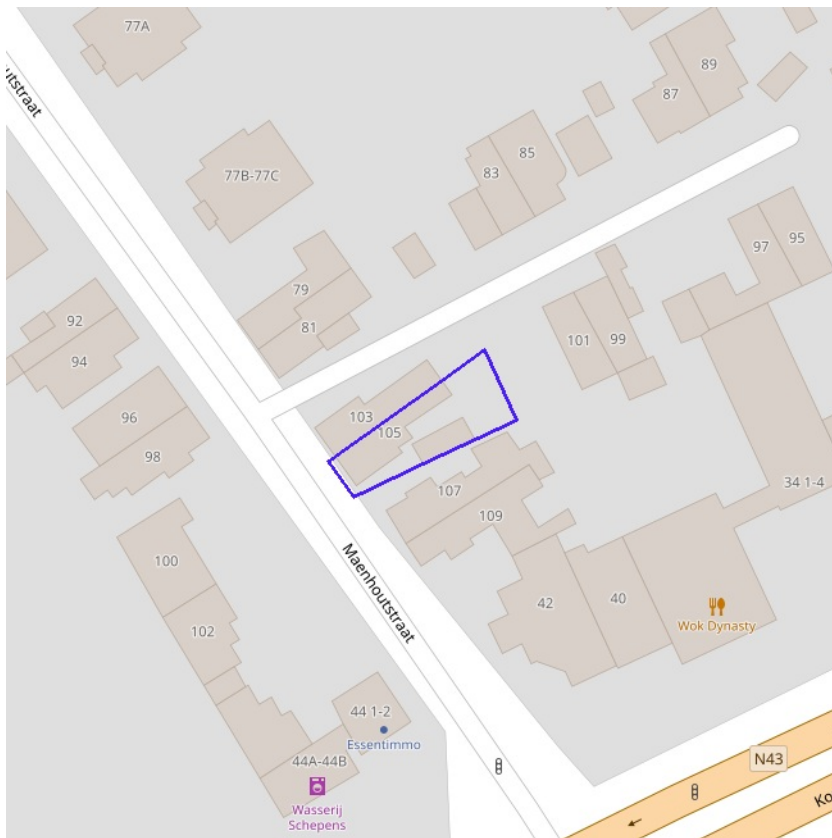 77A
utstraat
89
87
85
83
77B-77C
97
95
79
81
101
99
92
94
103
105
96
98
107
109
34 1-4
100
102
Maenhoutstraat
42
40
Wok Dynasty
44 1-2
Essentimmo
44A-44B
N43
Wasserij
Schepens
Ko